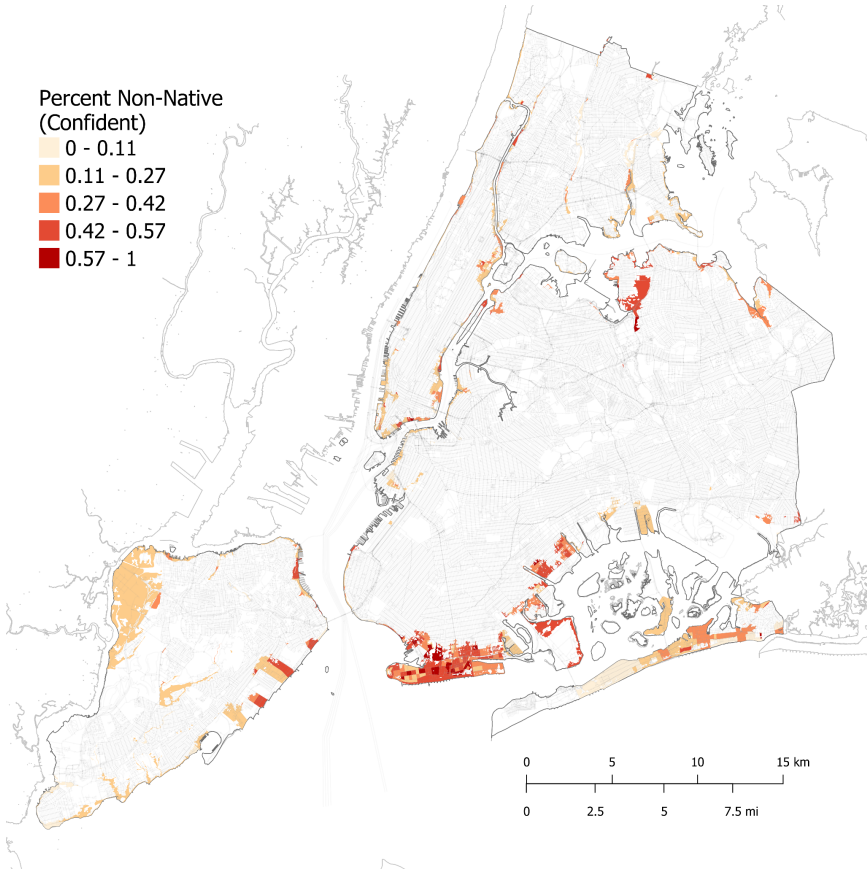 Percent Non-Native
(Confident)
0 - 0.11
0.11 - 0.27
0.27 - 0.42
0.42 - 0.57
0.57 - 1
0 5 10 15 km
0 2.5 5 7.5 mi